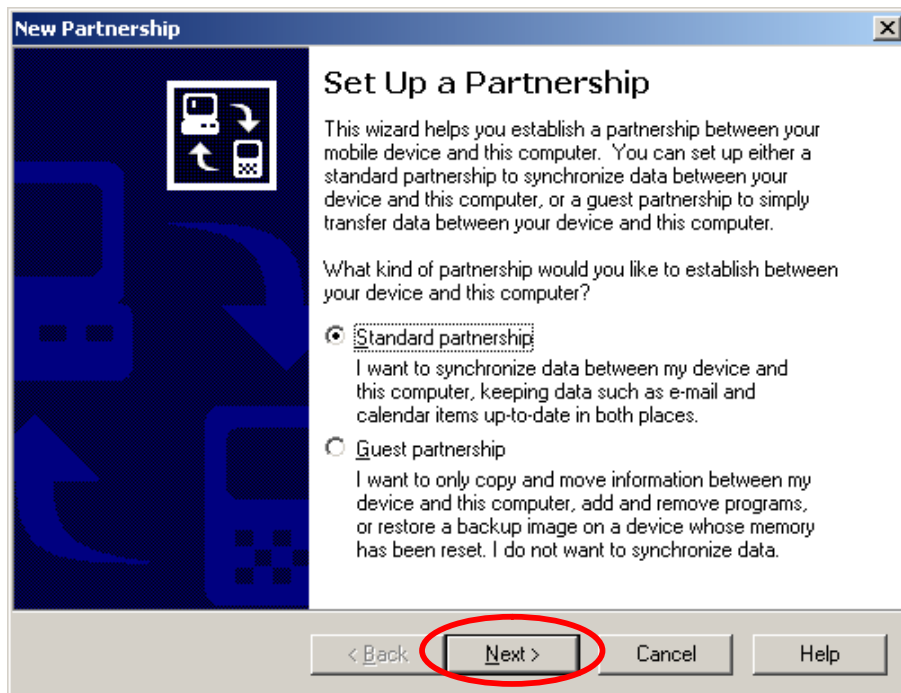 New Partnership
Set Up a Partnership
This wizard helps you establish a partnership between your
mobile device and this computer. You can set up either a
standard partnership to synchronize data between your
device and this computer, or a guest partnership to simply
transfer data between your device and this computer.
What kind of partnership would you like to establish between
your device and this computer?
Standard partnership
I want to synchronize data between my device and
this computer, keeping data such as e-mail and
calendar items up-to-date in both places.
Guest partnership
I want to only copy and move information between my
device and this computer, add and remove programs,
or restore a backup image on a device whose memory
has been reset. I do not want to synchronize data.
< Back
Next >
Cancel
Help